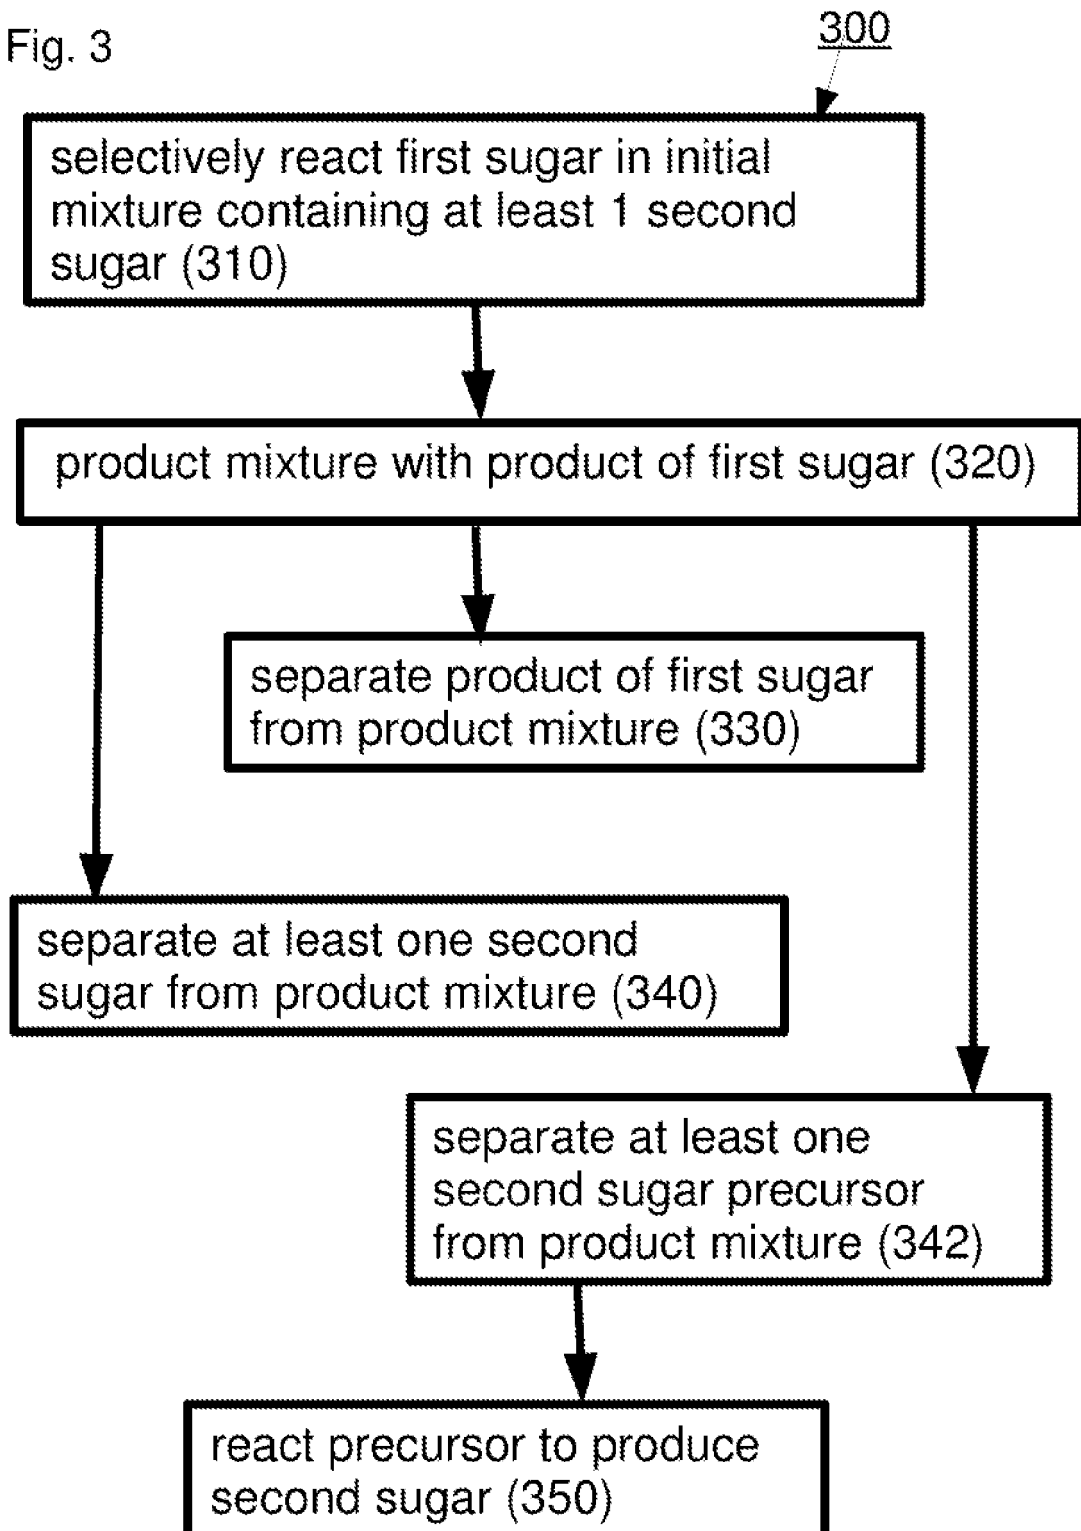 Fig. 3
300
selectively react first sugar in initial
mixture containing at least 1 second
sugar (310)
product mixture with product of first sugar (320)
separate product of first sugar
from product mixture (330)
separate at least one second
sugar from product mixture (340)
separate at least one
second sugar precursor
from product mixture (342)
react precursor to produce
second sugar (350)